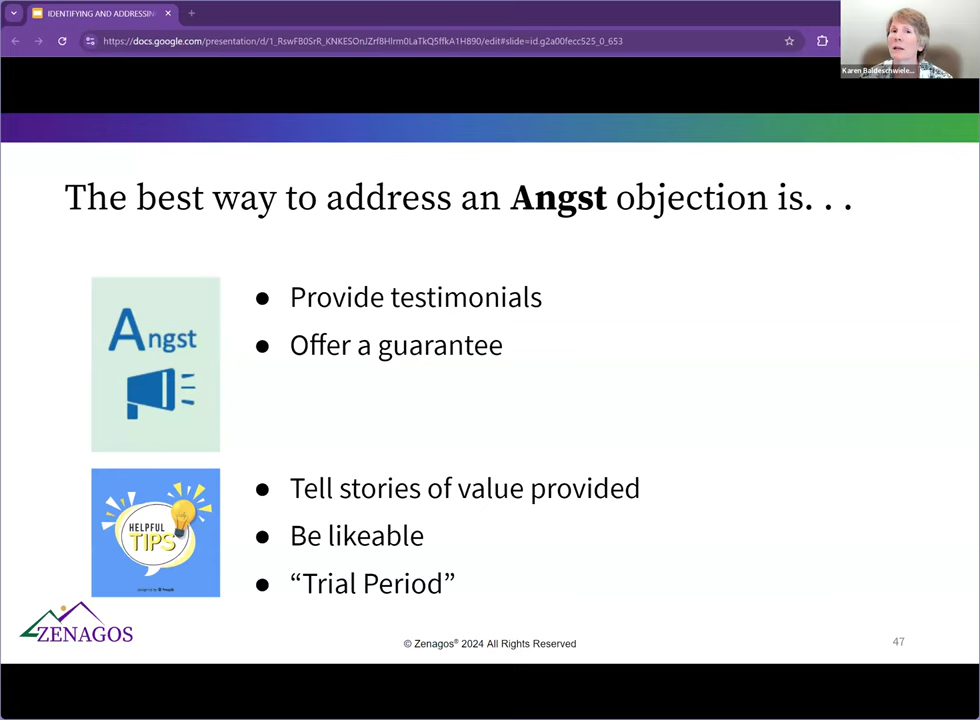 IDENTIFYING AND ADDRESSIN
https://docs.google.com/presentation/d/1_RswFB0SrR_KNKESOnJZrf8Hlrm0LaTkQ5ffkA1H890/edit#slide=id.g2a00fecc525_0_653
Karen Baldeschwiele...
The best way to address an Angst objection is. . .
Angst
● Provide testimonials
● Offer a guarantee
HELPFUL
TIPS
● Tell stories of value provided
● Be likeable
● “Trial Period”
ZENAGOS
© Zenagos® 2024 All Rights Reserved
47